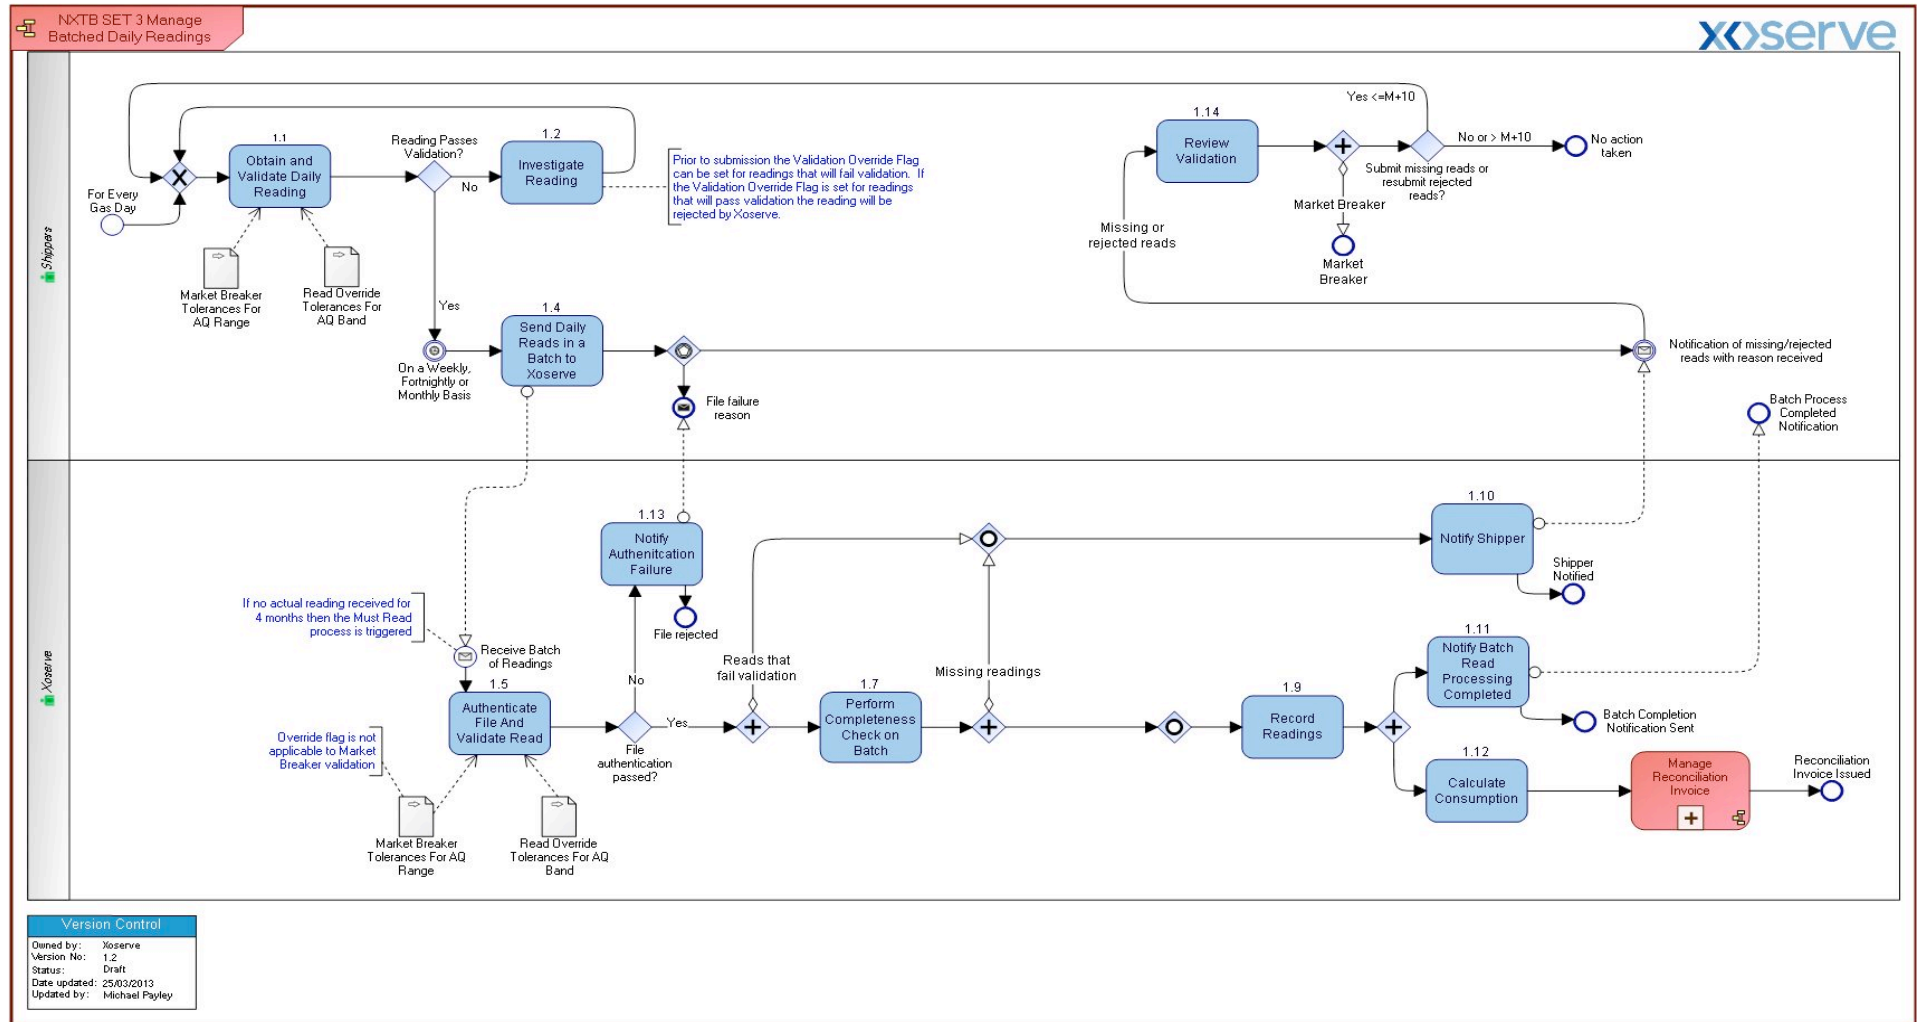 NXTB SET 3 Manage
Batched Daily Readings
xoserve
Shippers
For Every
Gas Day
1.1
Obtain and
Validate Daily
Reading
Market Breaker
Tolerances For
AQ Range
Read Override
Tolerances For
AQ Band
Reading Passes
Validation?
No
Yes
1.2
Investigate
Reading
Prior to submission the Validation Override Flag
can be set for readings that will fail validation. If
the Validation Override Flag is set for readings
that will pass validation the reading will be
rejected by Xoserve.
On a Weekly,
Fortnightly or
Monthly Basis
1.4
Send Daily
Reads in a
Batch to
Xoserve
File failure
reason
Missing or
rejected reads
1.14
Review
Validation
Market Breaker
Market
Breaker
Yes <=M+10
Submit missing reads or
resubmit rejected
reads?
No or > M+10
No action
taken
Notification of missing/rejected
reads with reason received
Batch Process
Completed
Notification
Xoserve
If no actual reading received for
4 months then the Must Read
process is triggered
Receive Batch
of Readings
1.5
Authenticate
File And
Validate Read
Override flag is not
applicable to Market
Breaker validation
Market Breaker
Tolerances For AQ
Range
Read Override
Tolerances For AQ
Band
1.13
Notify
Authenitcation
Failure
File rejected
No
Yes
File
authentication
passed?
Reads that
fail validation
1.7
Perform
Completeness
Check on
Batch
Missing readings
1.9
Record
Readings
1.10
Notify Shipper
Shipper
Notified
1.11
Notify Batch
Read
Processing
Completed
Batch Completion
Notification Sent
1.12
Calculate
Consumption
Manage
Reconciliation
Invoice
Reconciliation
Invoice Issued
Version Control
Owned by: Xoserve
Version No: 1.2
Status: Draft
Date updated: 25/03/2013
Updated by: Michael Payley